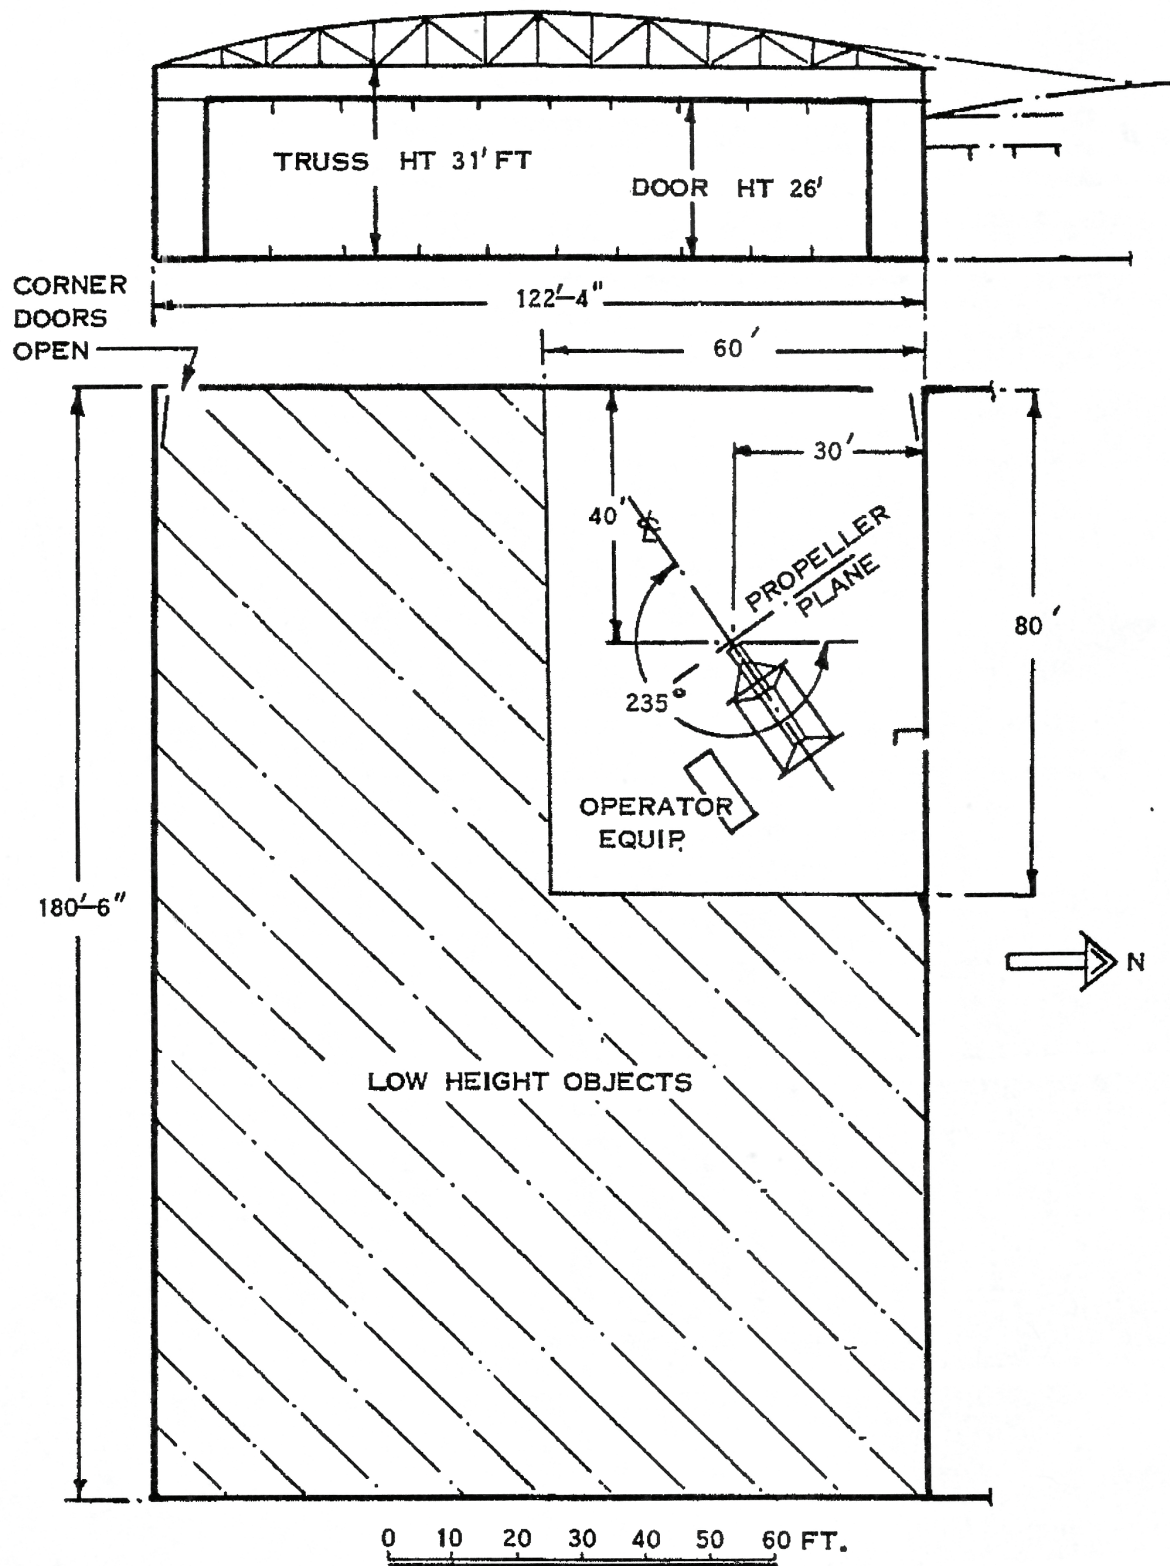 TRUSS HT 31' FT
DOOR HT 26'
CORNER
DOORS
OPEN
122'-4"
60'
30'
40'
℄
PROPELLER
PLANE
80'
235°
OPERATOR
EQUIP.
180'-6"
N
LOW HEIGHT OBJECTS
0 10 20 30 40 50 60 FT.